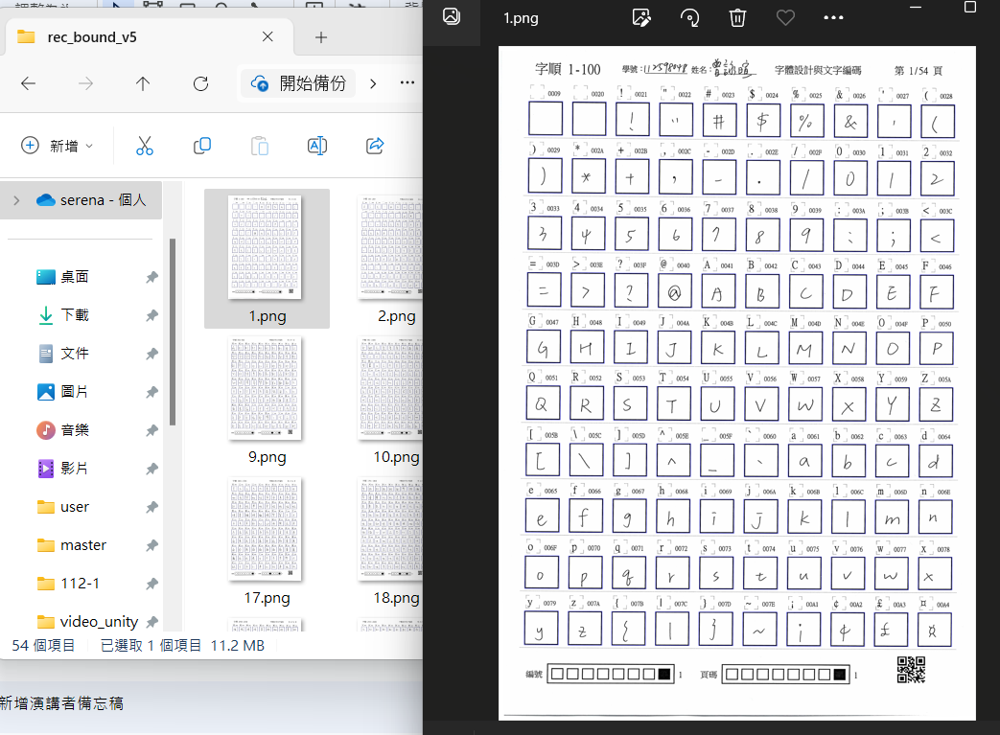 rec_bound_v5
開始備份
新增
serena - 個人
桌面
下載
文件
圖片
音樂
影片
user
master
112-1
video_unity
1.png
2.png
9.png
10.png
17.png
18.png
54 個項目 已選取 1 個項目 11.2 MB
新增演講者備忘稿
1.png
字順 1-100 學號: 姓名: 字體設計與文字編碼 第 1/54 頁
0009 0020 ! 0021 " 0022 # 0023 $ 0024 % 0025 & 0026 ' 0027 ( 0028
! " # $ % & ' (
) 0029 * 002A + 002B , 002C - 002D . 002E / 002F 0 0030 1 0031 2 0032
) * + , - . / 0 1 2
3 0033 4 0034 5 0035 6 0036 7 0037 8 0038 9 0039 : 003A ; 003B < 003C
3 4 5 6 7 8 9 : ; <
= 003D > 003E ? 003F @ 0040 A 0041 B 0042 C 0043 D 0044 E 0045 F 0046
= > ? @ A B C D E F
G 0047 H 0048 I 0049 J 004A K 004B L 004C M 004D N 004E O 004F P 0050
G H I J K L M N O P
Q 0051 R 0052 S 0053 T 0054 U 0055 V 0056 W 0057 X 0058 Y 0059 Z 005A
Q R S T U V W X Y Z
[ 005B \ 005C ] 005D ^ 005E _ 005F ` 0060 a 0061 b 0062 c 0063 d 0064
[ \ ] ^ _ ` a b c d
e 0065 f 0066 g 0067 h 0068 i 0069 j 006A k 006B l 006C m 006D n 006E
e f g h i j k l m n
o 006F p 0070 q 0071 r 0072 s 0073 t 0074 u 0075 v 0076 w 0077 x 0078
o p q r s t u v w x
y 0079 z 007A { 007B | 007C } 007D ~ 007E ¡ 00A1 ¢ 00A2 £ 00A3 ¤ 00A4
y z { | } ~ ¡ ¢ £ ¤
編號 1 頁碼 1